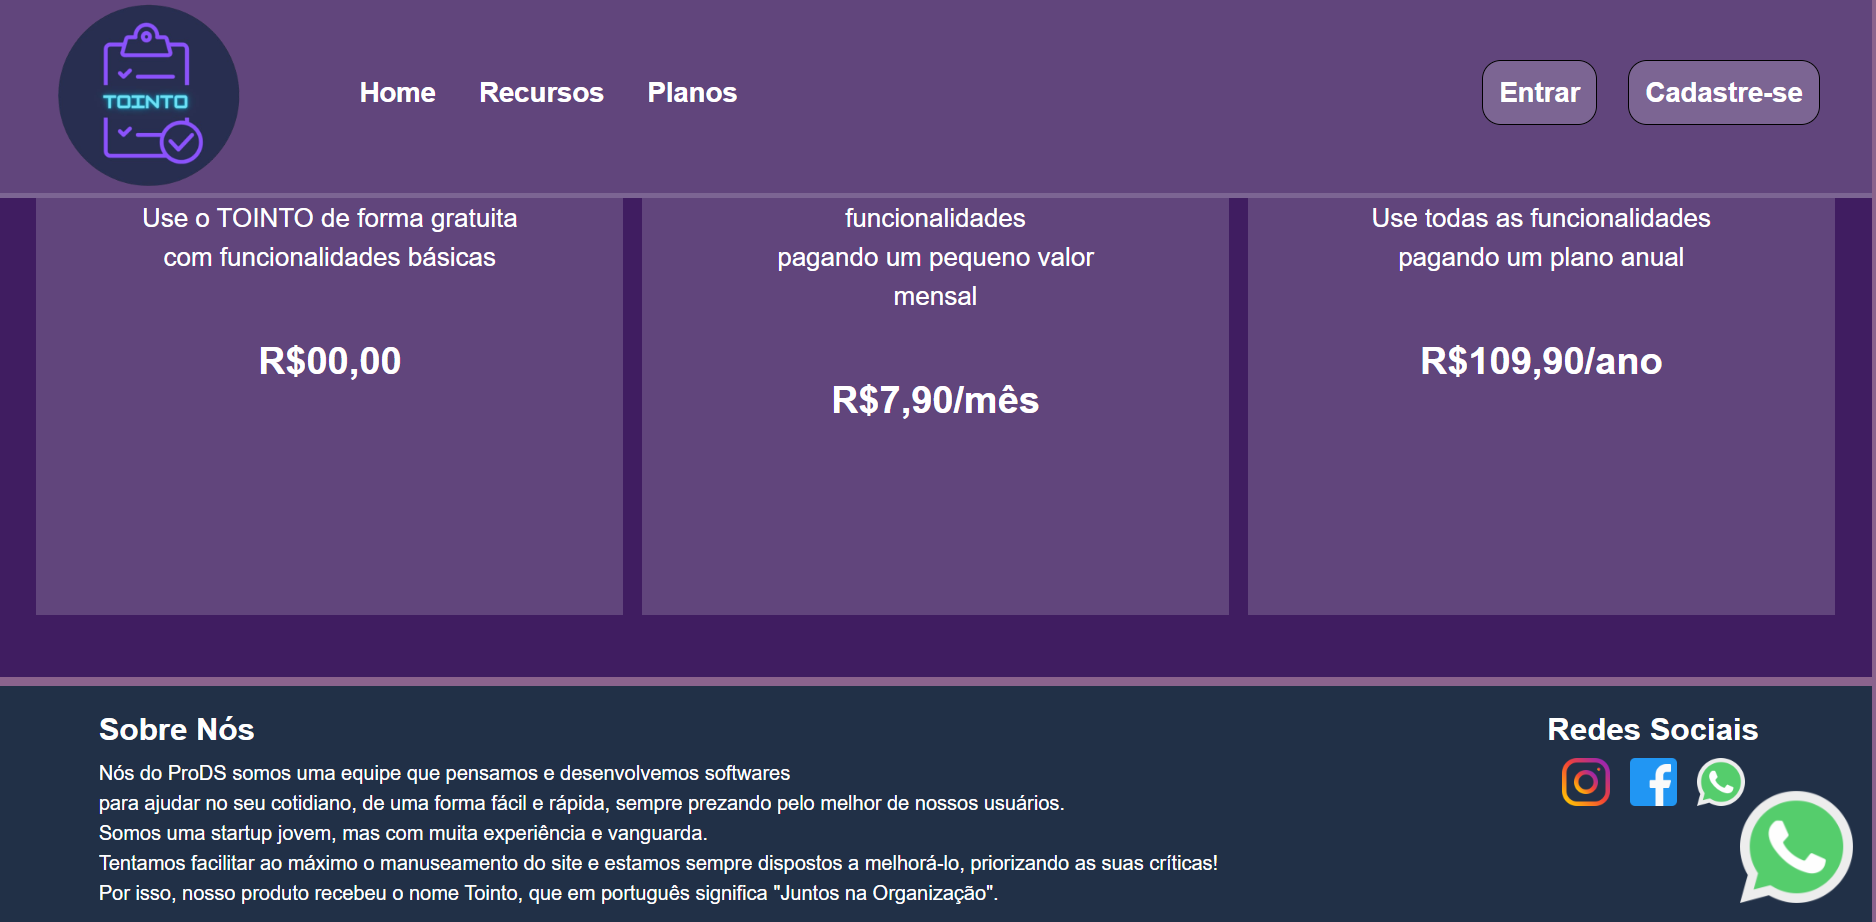 TOINTO
Home
Recursos
Planos
Entrar
Cadastre-se
Use o TOINTO de forma gratuita
com funcionalidades básicas
R$00,00
funcionalidades
pagando um pequeno valor
mensal
R$7,90/mês
Use todas as funcionalidades
pagando um plano anual
R$109,90/ano
Sobre Nós
Nós do ProDS somos uma equipe que pensamos e desenvolvemos softwares
para ajudar no seu cotidiano, de uma forma fácil e rápida, sempre prezando pelo melhor de nossos usuários.
Somos uma startup jovem, mas com muita experiência e vanguarda.
Tentamos facilitar ao máximo o manuseamento do site e estamos sempre dispostos a melhorá-lo, priorizando as suas críticas!
Por isso, nosso produto recebeu o nome Tointo, que em português significa "Juntos na Organização".
Redes Sociais